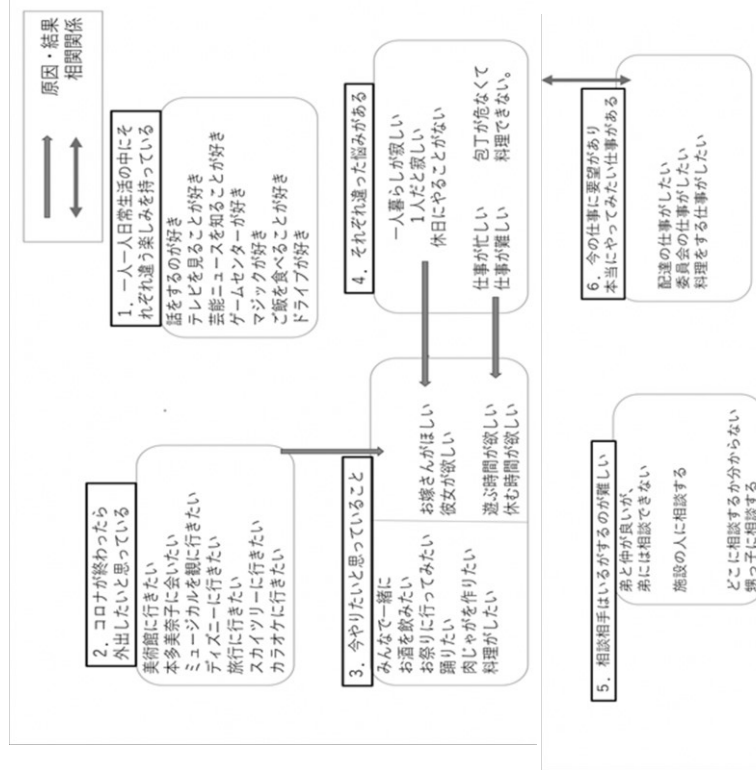 原因・結果
相関関係
1．一人一人日常生活の中にそ
れぞれ違う楽しみを持っている
話をするのが好き
テレビを見ることが好き
芸能ニュースを知ることが好き
ゲームセンターが好き
マジックが好き
ご飯を食べることが好き
ドライブが好き
2．コロナが終わったら
外出したいと思っている
美術館に行きたい
本多美奈子に会いたい
ミュージカルを観に行きたい
ディズニーに行きたい
旅行に行きたい
スカイツリーに行きたい
カラオケに行きたい
3．今やりたいと思っていること
みんなで一緒に
お酒を飲みたい
お祭りに行ってみたい
踊りたい
肉じゃがを作りたい
料理がしたい
お嫁さんがほしい
彼女が欲しい
遊ぶ時間が欲しい
休む時間が欲しい
4．それぞれ違った悩みがある
一人暮らしが寂しい
1人だと寂しい
休日にやることがない
仕事が忙しい
仕事が難しい
包丁が危なくて
料理できない。
5．相談相手はいるがするのが難しい
弟と仲が良いが、
弟には相談できない
施設の人に相談する
どこに相談するか分からない
甥っ子に相談する
6．今の仕事に要望があり
本当にやってみたい仕事がある
配達の仕事がしたい
委員会の仕事がしたい
料理をする仕事がしたい